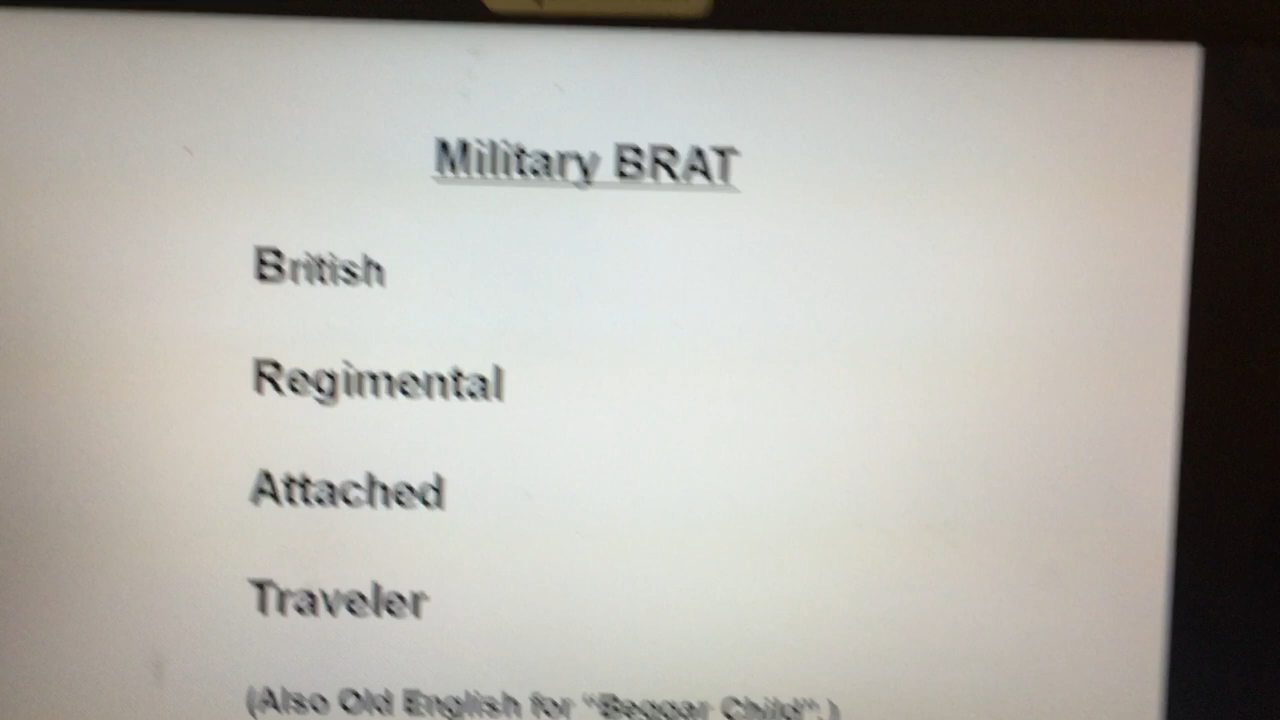 Military BRAT
British
Regimental
Attached
Traveler
(Also Old English for "Beggar Child".)